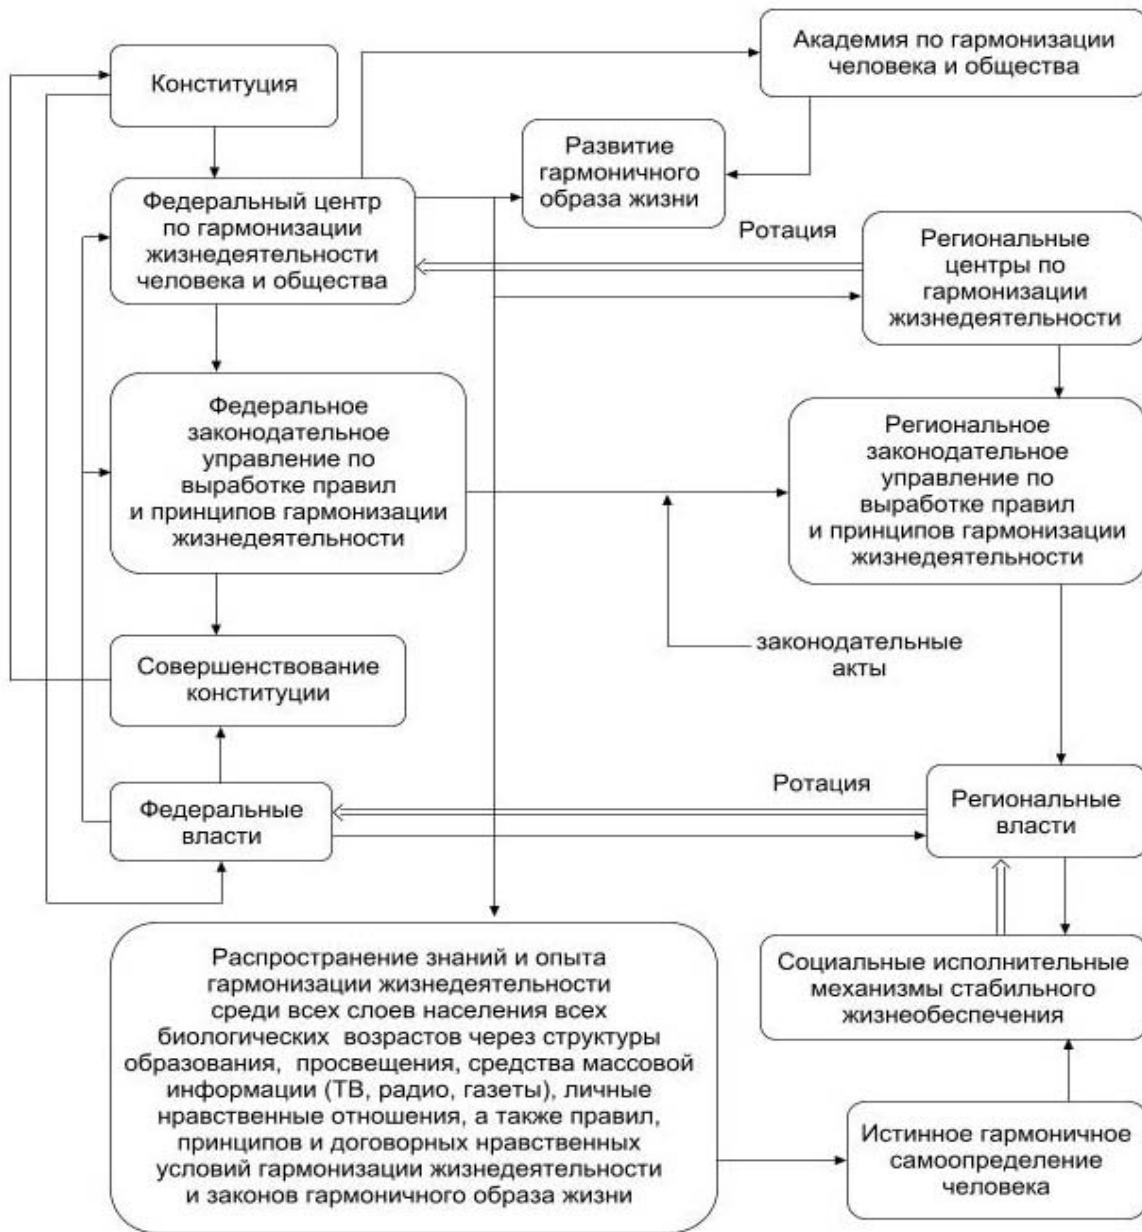 Академия по гармонизации
человека и общества
Конституция
Развитие
гармоничного
образа жизни
Федеральный центр
по гармонизации
жизнедеятельности
человека и общества
Ротация
Региональные
центры по
гармонизации
жизнедеятельности
Федеральное
законодательное
управление по
выработке правил
и принципов гармонизации
жизнедеятельности
Региональное
законодательное
управление по
выработке правил
и принципов гармонизации
жизнедеятельности
законодательные
акты
Совершенствование
конституции
Ротация
Федеральные
власти
Региональные
власти
Распространение знаний и опыта
гармонизации жизнедеятельности
среди всех слоев населения всех
биологических возрастов через структуры
образования, просвещения, средства массовой
информации (ТВ, радио, газеты), личные
нравственные отношения, а также правил,
принципов и договорных нравственных
условий гармонизации жизнедеятельности
и законов гармоничного образа жизни
Социальные исполнительные
механизмы стабильного
жизнеобеспечения
Истинное гармоничное
самоопределение
человека